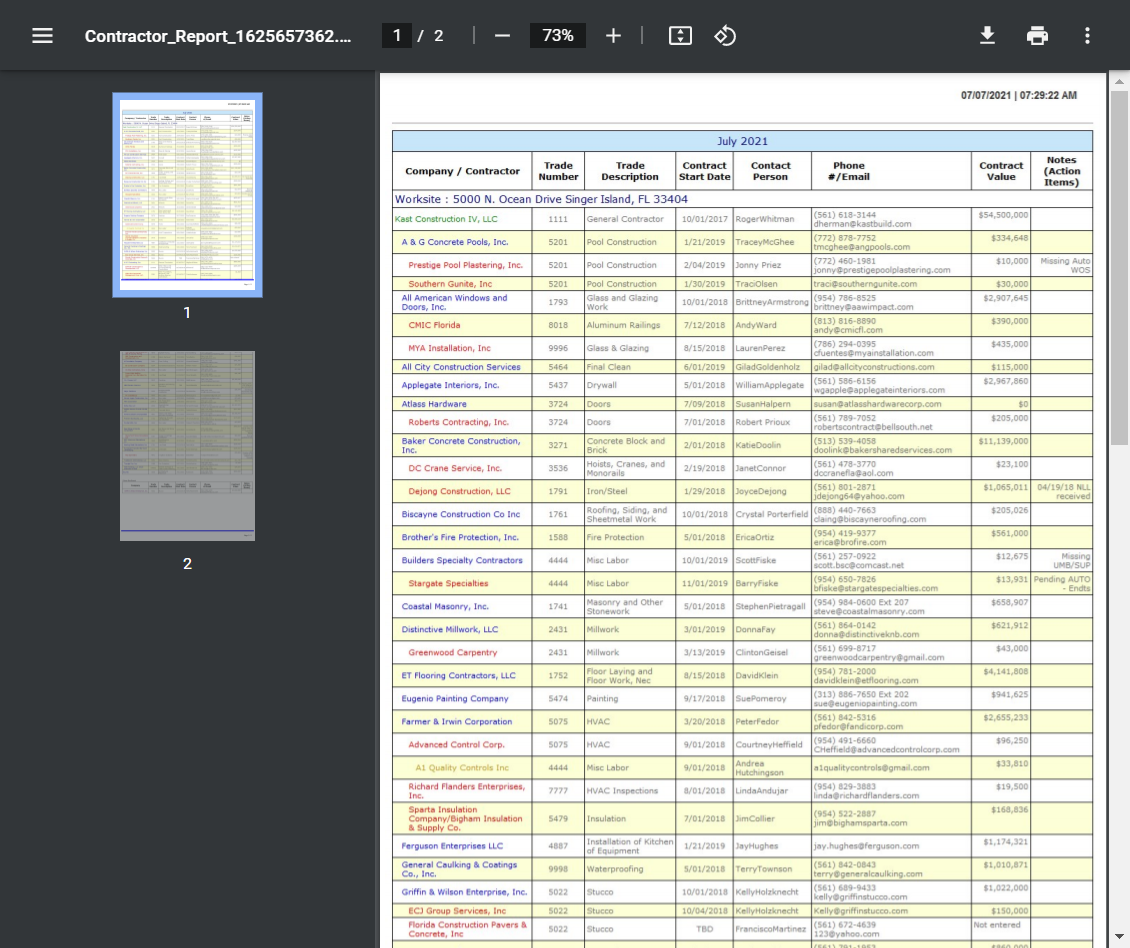 Contractor_Report_1625657362....
1 / 2
73%
07/07/2021 | 07:29:22 AM
July 2021
Company / Contractor Trade Number Trade Description Contract Start Date Contact Person Phone #/Email Contract Value Notes (Action Items)
Worksite : 5000 N. Ocean Drive Singer Island, FL 33404
Kast Construction IV, LLC 1111 General Contractor 10/01/2017 RogerWhitman (561) 618-3144 dherman@kastbuild.com $54,500,000
A & G Concrete Pools, Inc. 5201 Pool Construction 1/21/2019 TraceyMcGhee (772) 878-7752 tmcghee@angpools.com $334,648
Prestige Pool Plastering, Inc. 5201 Pool Construction 2/04/2019 Jonny Priez (772) 460-1981 jonny@prestigepoolplastering.com $10,000 Missing Auto WOS
Southern Gunite, Inc 5201 Pool Construction 1/30/2019 TraciOlsen traci@southerngunite.com $30,000
All American Windows and Doors, Inc. 1793 Glass and Glazing Work 10/01/2018 BrittneyArmstrong (954) 786-8525 brittney@aawimpact.com $2,907,645
CMIC Florida 8018 Aluminum Railings 7/12/2018 AndyWard (813) 816-8890 andy@cmicfl.com $390,000
MYA Installation, Inc 9996 Glass & Glazing 8/15/2018 LaurenPerez (786) 294-0395 cfuentes@myainstallation.com $435,000
All City Construction Services 5464 Final Clean 6/01/2019 GiladGoldenholz gilad@allcityconstructions.com $115,000
Applegate Interiors, Inc. 5437 Drywall 5/01/2018 WilliamApplegate (561) 586-6156 wgapple@applegateinteriors.com $2,967,860
Atlass Hardware 3724 Doors 7/09/2018 SusanHalpern susan@atlasshardwarecorp.com $0
Roberts Contracting, Inc. 3724 Doors 7/01/2018 Robert Prioux (561) 789-7052 robertscontract@bellsouth.net $205,000
Baker Concrete Construction, Inc. 3271 Concrete Block and Brick 2/01/2018 KatieDoolin (513) 539-4058 doolink@bakersharedservices.com $11,139,000
DC Crane Service, Inc. 3536 Hoists, Cranes, and Monorails 2/19/2018 JanetConnor (561) 478-3770 dccranefla@aol.com $23,100
Dejong Construction, LLC 1791 Iron/Steel 1/29/2018 JoyceDejong (561) 801-2871 jdejong64@yahoo.com $1,065,011 04/19/18 NLL received
Biscayne Construction Co Inc 1761 Roofing, Siding, and Sheetmetal Work 10/01/2018 Crystal Porterfield (888) 440-7663 claing@biscayneroofing.com $205,026
Brother's Fire Protection, Inc. 1588 Fire Protection 5/01/2018 EricaOrtiz (954) 419-9377 erica@brofire.com $561,000
Builders Specialty Contractors 4444 Misc Labor 10/01/2019 ScottFiske (561) 257-0922 scott.bsc@comcast.net $12,675 Missing UMB/SUP
Stargate Specialties 4444 Misc Labor 11/01/2019 BarryFiske (954) 650-7826 bfiske@stargatespecialties.com $13,931 Pending AUTO - Endts
Coastal Masonry, Inc. 1741 Masonry and Other Stonework 5/01/2018 StephenPietragall (954) 984-0600 Ext 207 steve@coastalmasonry.com $658,907
Distinctive Millwork, LLC 2431 Millwork 3/01/2019 DonnaFay (561) 864-0142 donna@distinctiveknb.com $621,912
Greenwood Carpentry 2431 Millwork 3/13/2019 ClintonGeisel (561) 699-8717 greenwoodcarpentry@gmail.com $43,000
ET Flooring Contractors, LLC 1752 Floor Laying and Floor Work, Nec 8/15/2018 DavidKlein (954) 781-2000 davidklein@etflooring.com $4,141,808
Eugenio Painting Company 5474 Painting 9/17/2018 SuePomeroy (313) 886-7650 Ext 202 sue@eugeniopainting.com $941,625
Farmer & Irwin Corporation 5075 HVAC 3/20/2018 PeterFedor (561) 842-5316 pfedor@fandicorp.com $2,655,233
Advanced Control Corp. 5075 HVAC 9/01/2018 CourtneyHeffield (954) 491-6660 CHeffield@advancedcontrolcorp.com $96,250
A1 Quality Controls Inc 4444 Misc Labor 9/01/2018 Andrea Hutchingson a1qualitycontrols@gmail.com $33,810
Richard Flanders Enterprises, Inc. 7777 HVAC Inspections 8/01/2018 LindaAndujar (954) 829-3883 linda@richardflanders.com $19,500
Sparta Insulation Company/Bigham Insulation & Supply Co. 5479 Insulation 7/01/2018 JimCollier (954) 522-2887 jim@bighamsparta.com $168,836
Ferguson Enterprises LLC 4887 Installation of Kitchen of Equipment 1/21/2019 JayHughes jay.hughes@ferguson.com $1,174,321
General Caulking & Coatings Co., Inc. 9998 Waterproofing 5/01/2018 TerryTownson (561) 842-0843 terry@generalcaulking.com $1,010,871
Griffin & Wilson Enterprise, Inc. 5022 Stucco 10/01/2018 KellyHolzknecht (561) 689-9433 kelly@griffinstucco.com $1,022,000
ECJ Group Services, Inc 5022 Stucco 10/04/2018 KellyHolzknecht Kelly@griffinstucco.com $150,000
Florida Construction Pavers & Concrete, Inc 5022 Stucco TBD FranciscoMartinez (561) 672-4639 123@yahoo.com Not entered
1
2